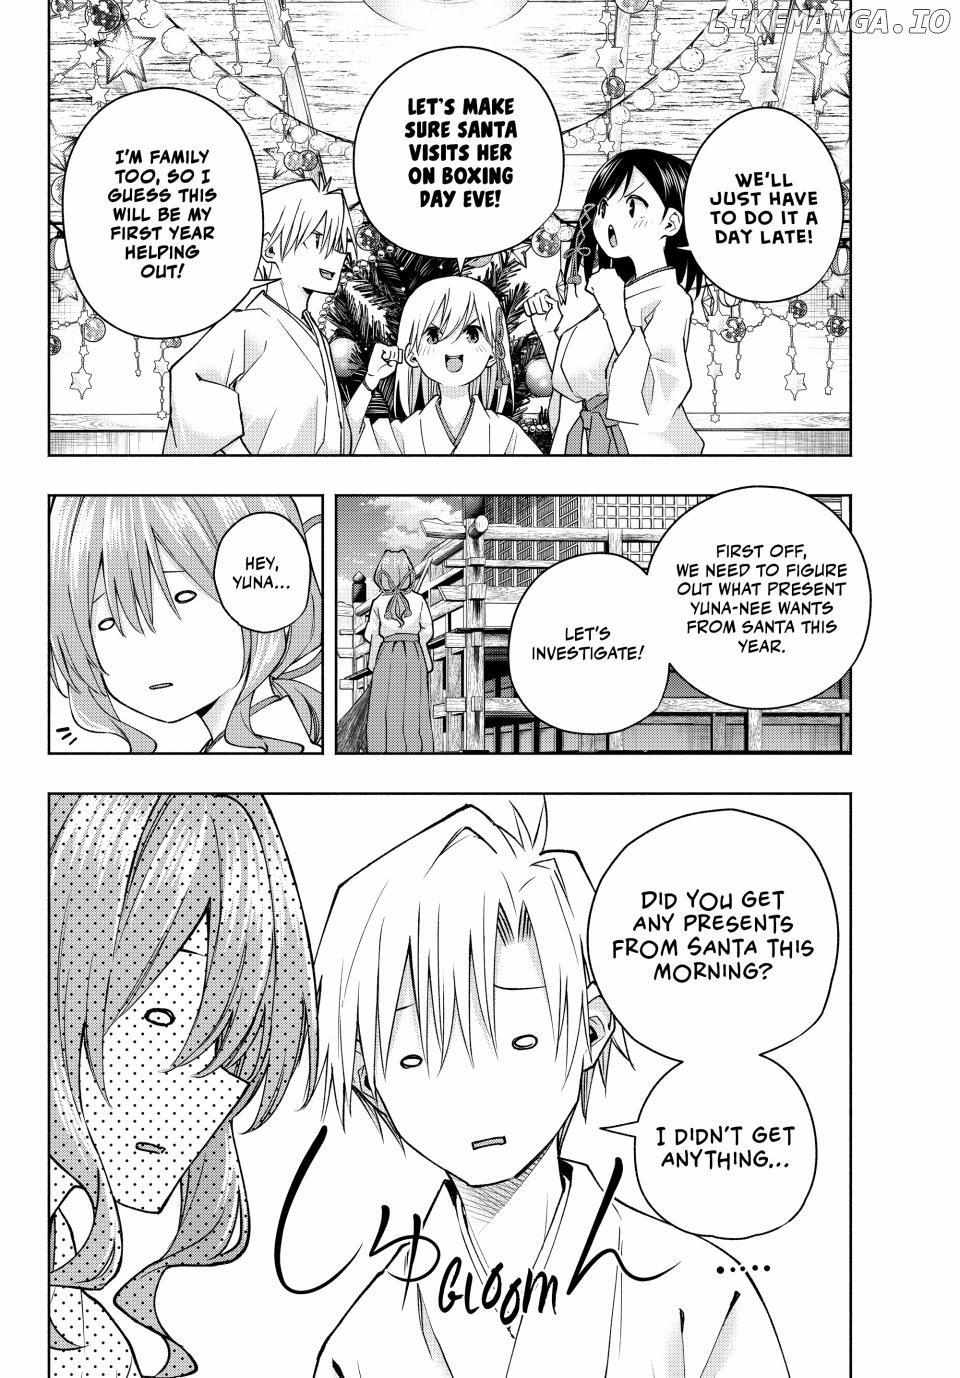 LIKEMANGA.IO
WE'LL
JUST HAVE
TO DO IT A
DAY LATE!
LET'S MAKE
SURE SANTA
VISITS HER
ON BOXING
DAY EVE!
I'M FAMILY
TOO, SO I
GUESS THIS
WILL BE MY
FIRST YEAR
HELPING
OUT!
FIRST OFF,
WE NEED TO FIGURE
OUT WHAT PRESENT
YUNA-NEE WANTS
FROM SANTA THIS
YEAR.
LET'S
INVESTIGATE!
HEY,
YUNA...
DID YOU GET
ANY PRESENTS
FROM SANTA THIS
MORNING?
I DIDN'T GET
ANYTHING...
.....
しゅん
GLOOM